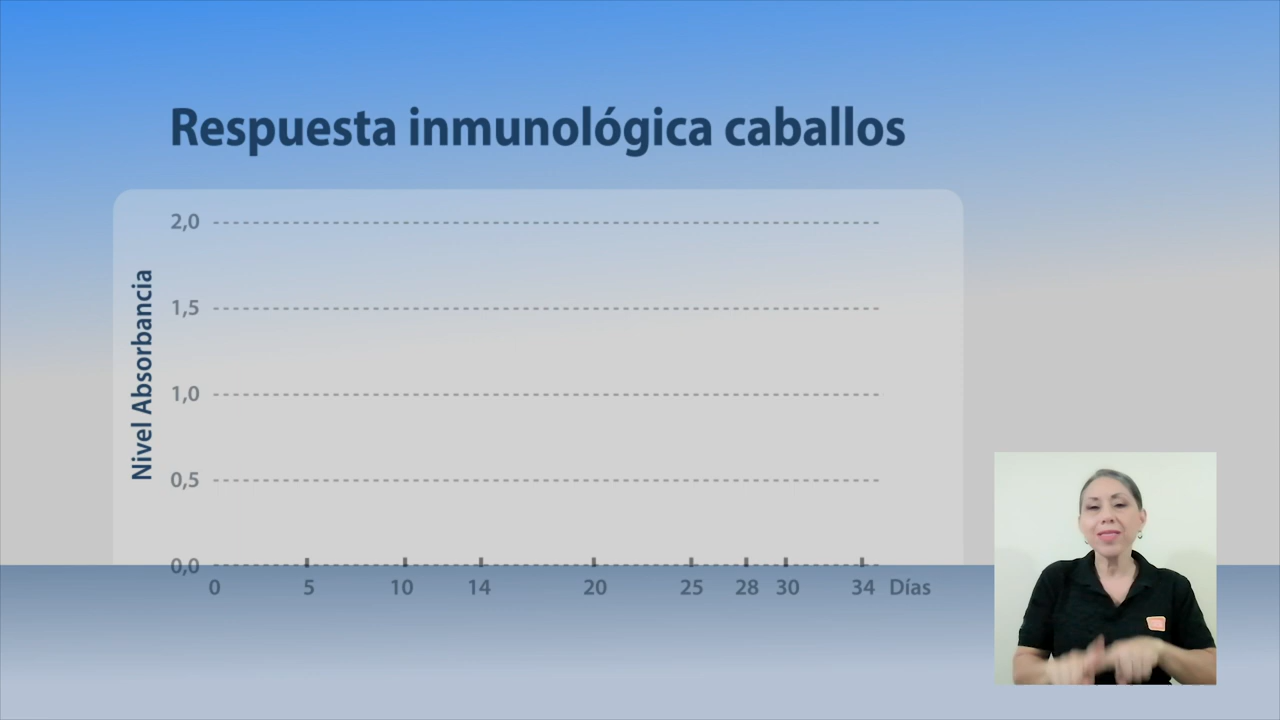 Respuesta inmunológica caballos
Nivel Absorbancia
2,0
1,5
1,0
0,5
0,0
0 5 10 14 20 25 28 30 34 Días